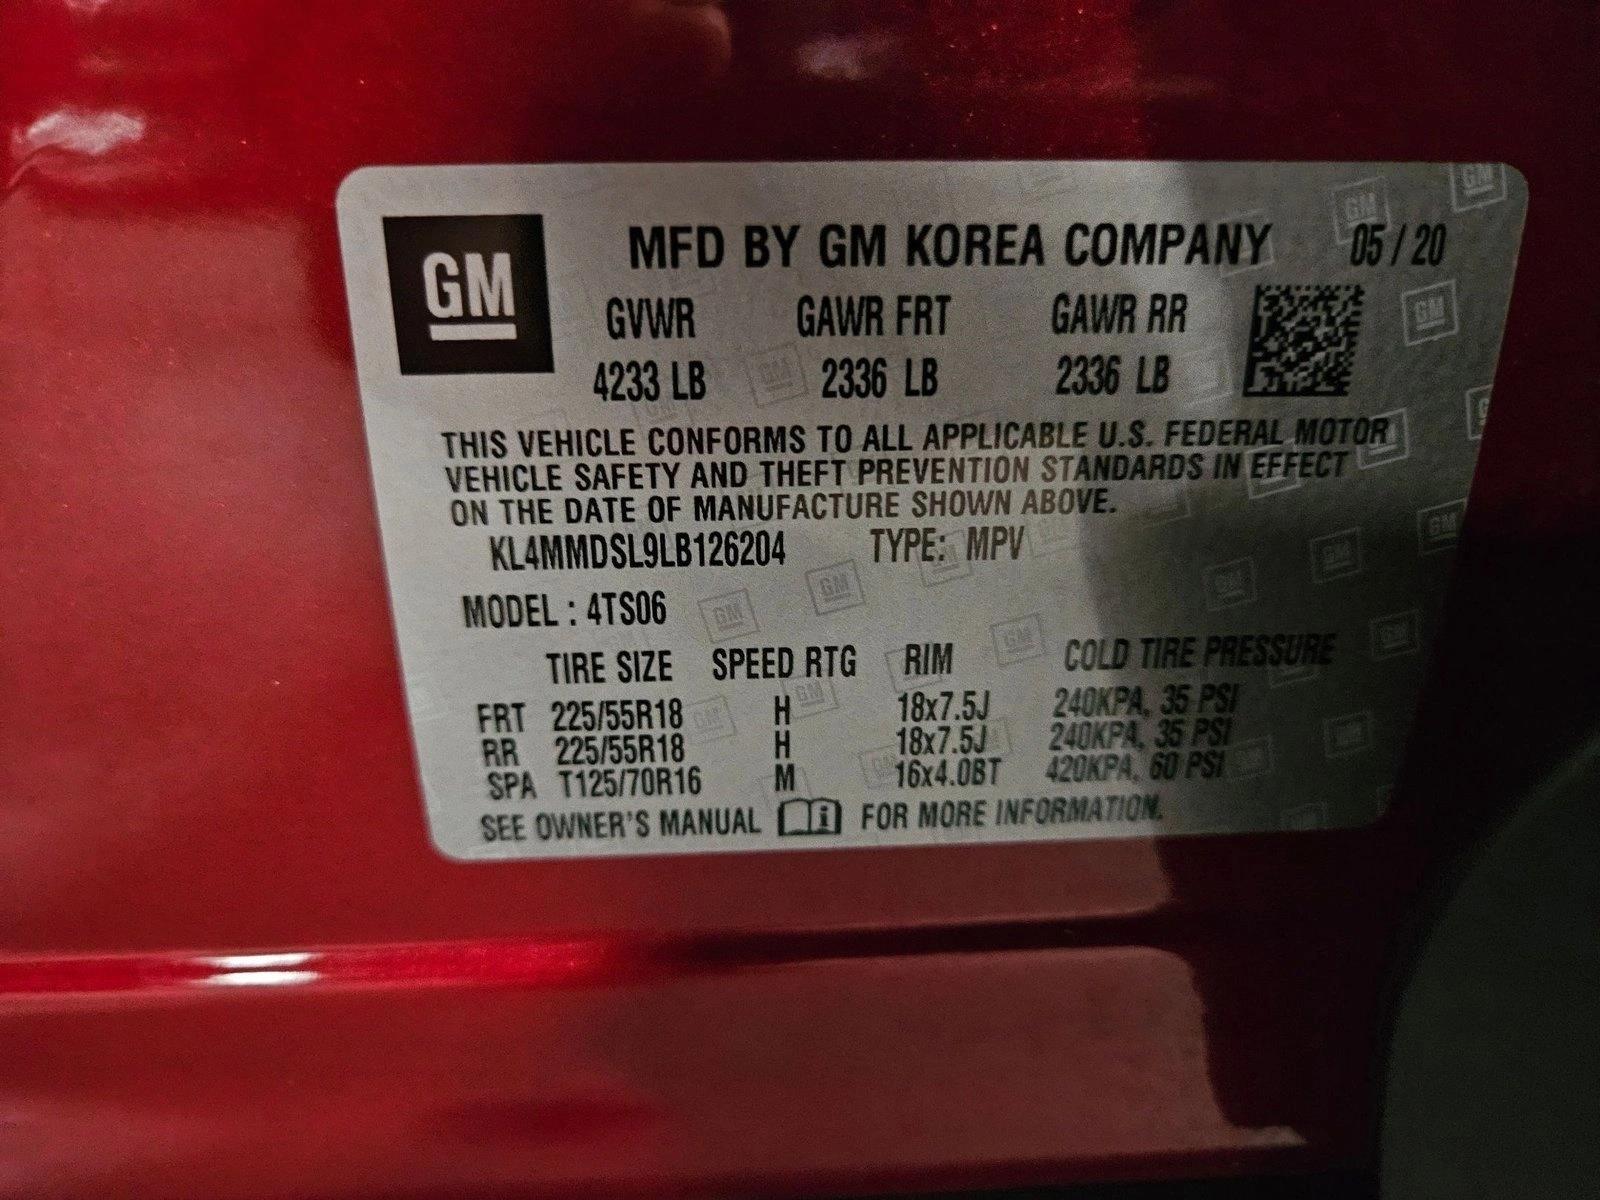 GM
MFD BY GM KOREA COMPANY 05/20
GVWR GAWR FRT GAWR RR
4233 LB 2336 LB 2336 LB
THIS VEHICLE CONFORMS TO ALL APPLICABLE U.S. FEDERAL MOTOR
VEHICLE SAFETY AND THEFT PREVENTION STANDARDS IN EFFECT
ON THE DATE OF MANUFACTURE SHOWN ABOVE.
KL4MMDSL9LB126204 TYPE: MPV
MODEL : 4TS06
TIRE SIZE SPEED RTG RIM COLD TIRE PRESSURE
FRT 225/55R18 H 18x7.5J 240KPA, 35 PSI
RR 225/55R18 H 18x7.5J 240KPA, 35 PSI
SPA T125/70R16 M 16x4.0BT 420KPA, 60 PSI
SEE OWNER'S MANUAL i FOR MORE INFORMATION.